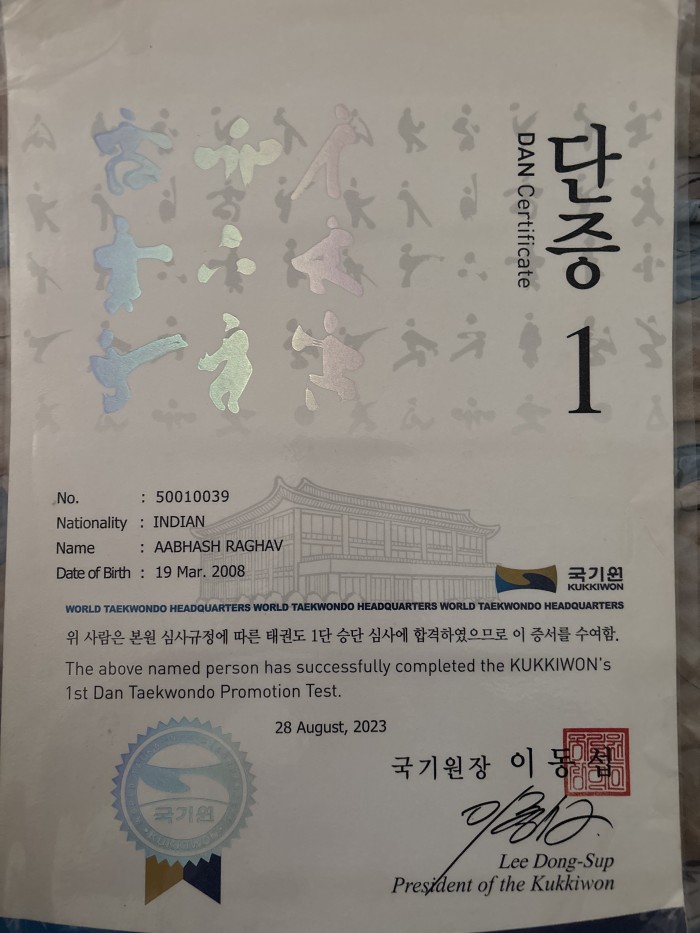 단증
DAN Certificate
1
No. : 50010039
Nationality : INDIAN
Name : AABHASH RAGHAV
Date of Birth : 19 Mar. 2008
국기원
KUKKIWON
WORLD TAEKWONDO HEADQUARTERS WORLD TAEKWONDO HEADQUARTERS WORLD TAEKWONDO HEADQUARTERS
위 사람은 본원 심사규정에 따른 태권도 1단 승단 심사에 합격하였으므로 이 증서를 수여함.
The above named person has successfully completed the KUKKIWON's
1st Dan Taekwondo Promotion Test.
28 August, 2023
국기원장 이동섭
국기원
KUKKIWON
Lee Dong-Sup
President of the Kukkiwon